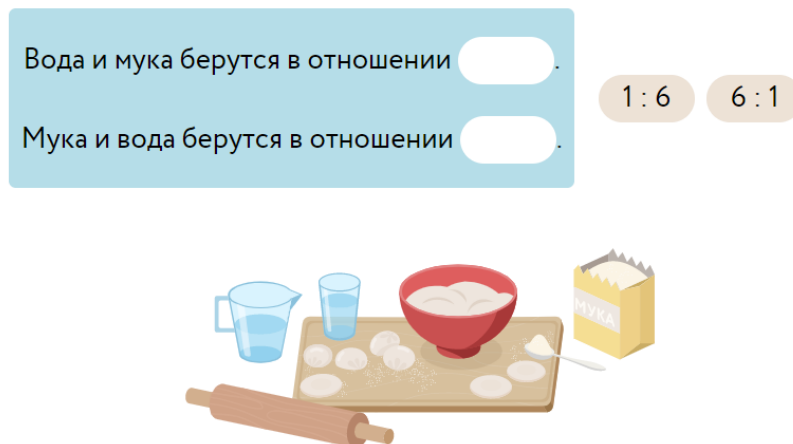 Вода и мука берутся в отношении .
1 : 6
6 : 1
Мука и вода берутся в отношении .
МУКА